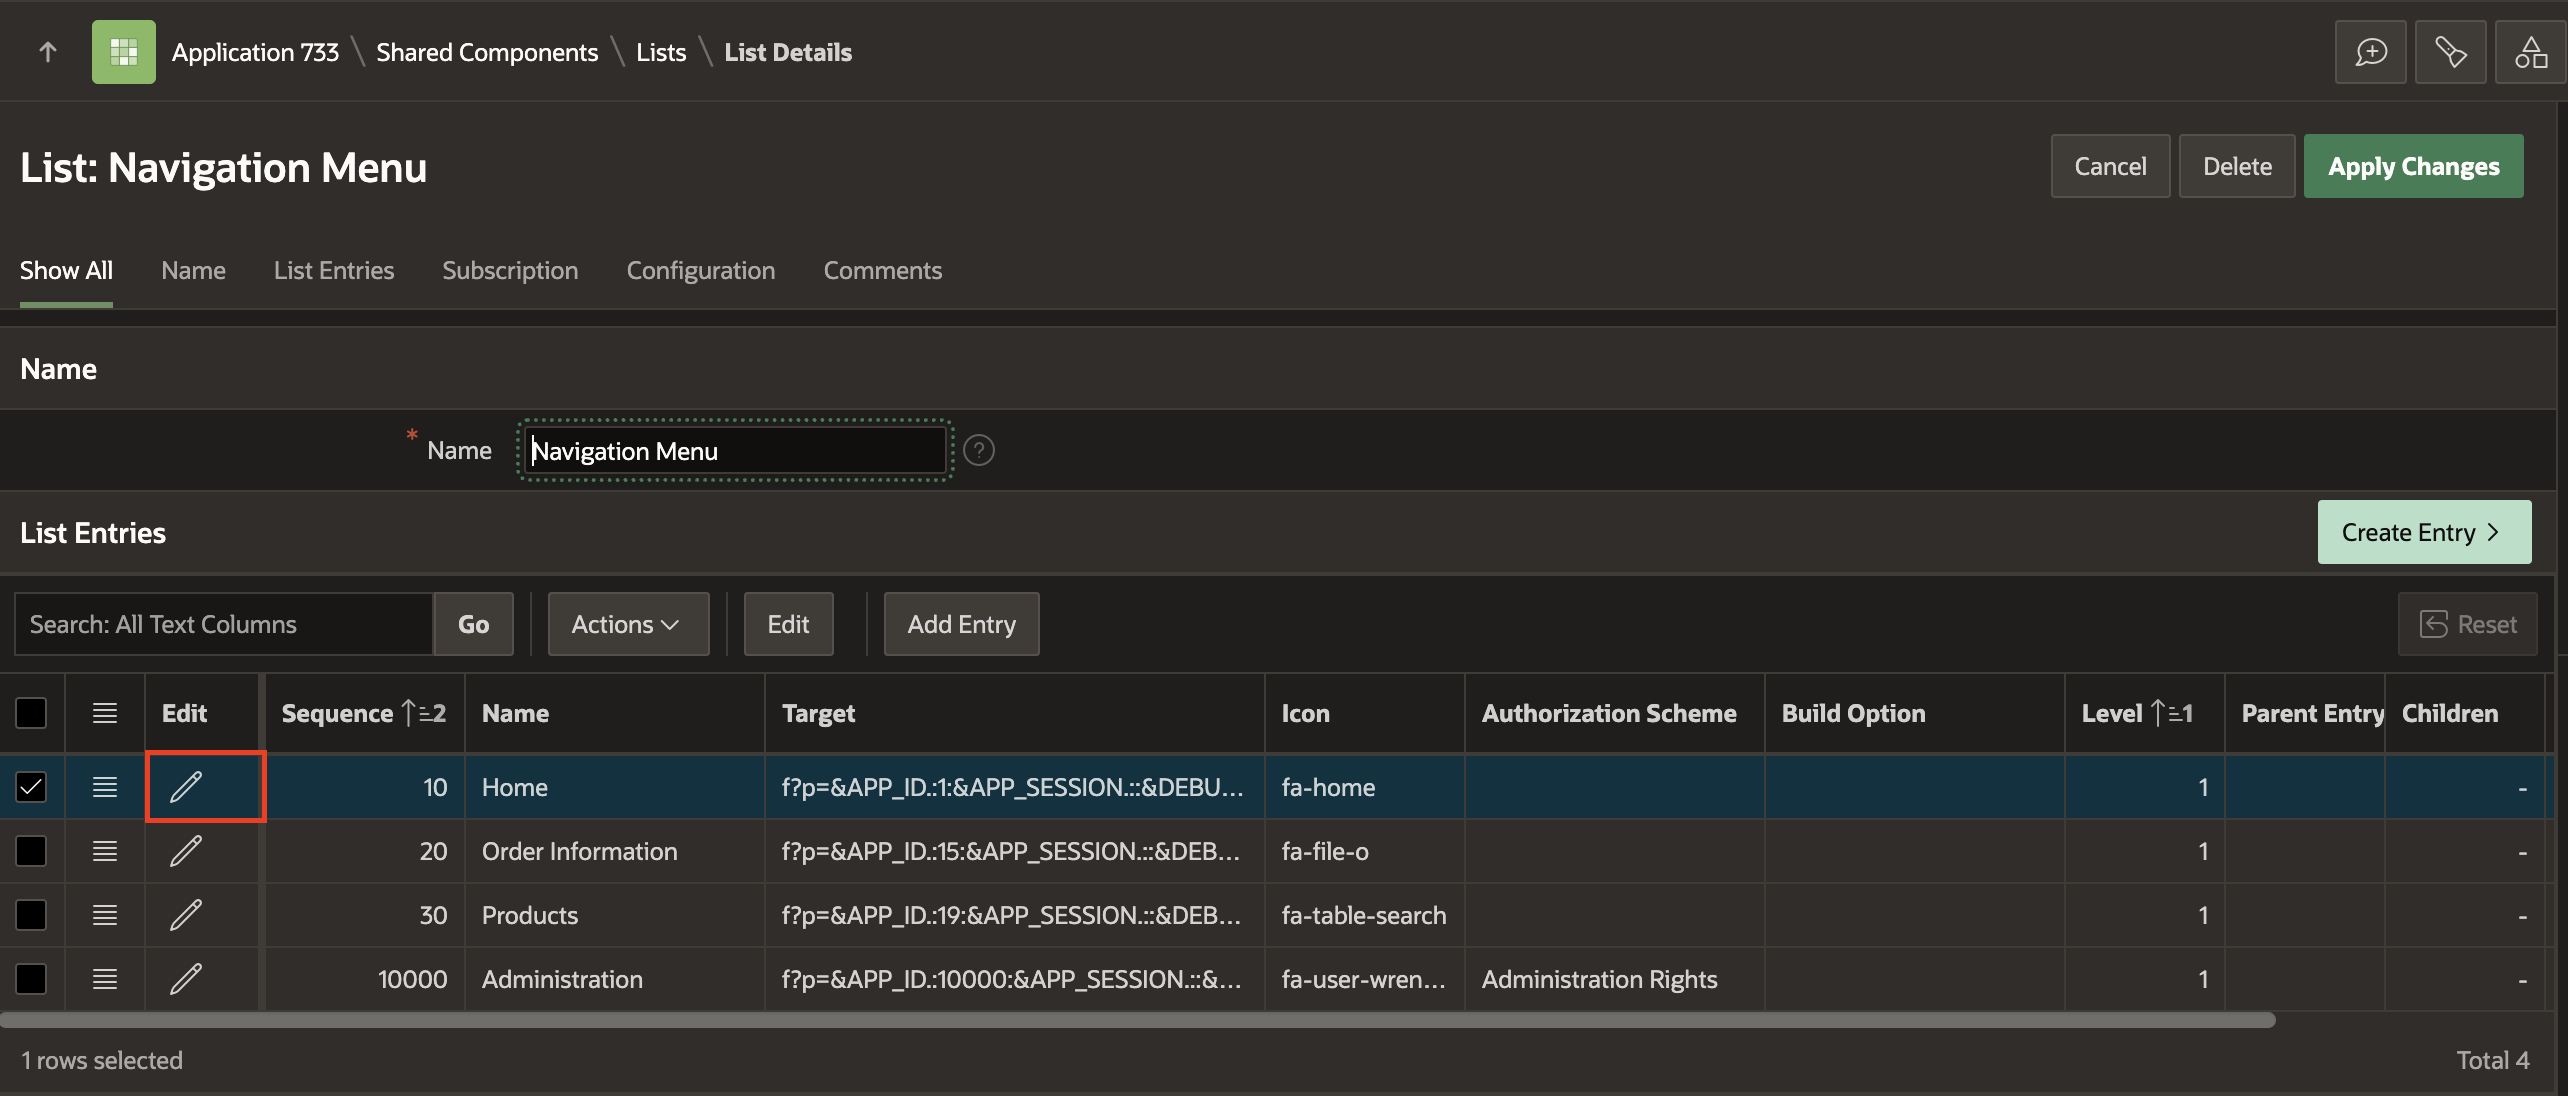 Application 733 \ Shared Components \ Lists \ List Details
List: Navigation Menu
Cancel Delete Apply Changes
Show All Name List Entries Subscription Configuration Comments
Name
* Name Navigation Menu ?
List Entries
Create Entry >
Search: All Text Columns Go Actions Edit Add Entry Reset
Edit Sequence 2 Name Target Icon Authorization Scheme Build Option Level 1 Parent Entry Children
10 Home f?p=&APP_ID.:1:&APP_SESSION.::&DEBU... fa-home 1 -
20 Order Information f?p=&APP_ID.:15:&APP_SESSION.::&DEB... fa-file-o 1 -
30 Products f?p=&APP_ID.:19:&APP_SESSION.::&DEB... fa-table-search 1 -
10000 Administration f?p=&APP_ID.:10000:&APP_SESSION.::&... fa-user-wren... Administration Rights 1 -
1 rows selected
Total 4